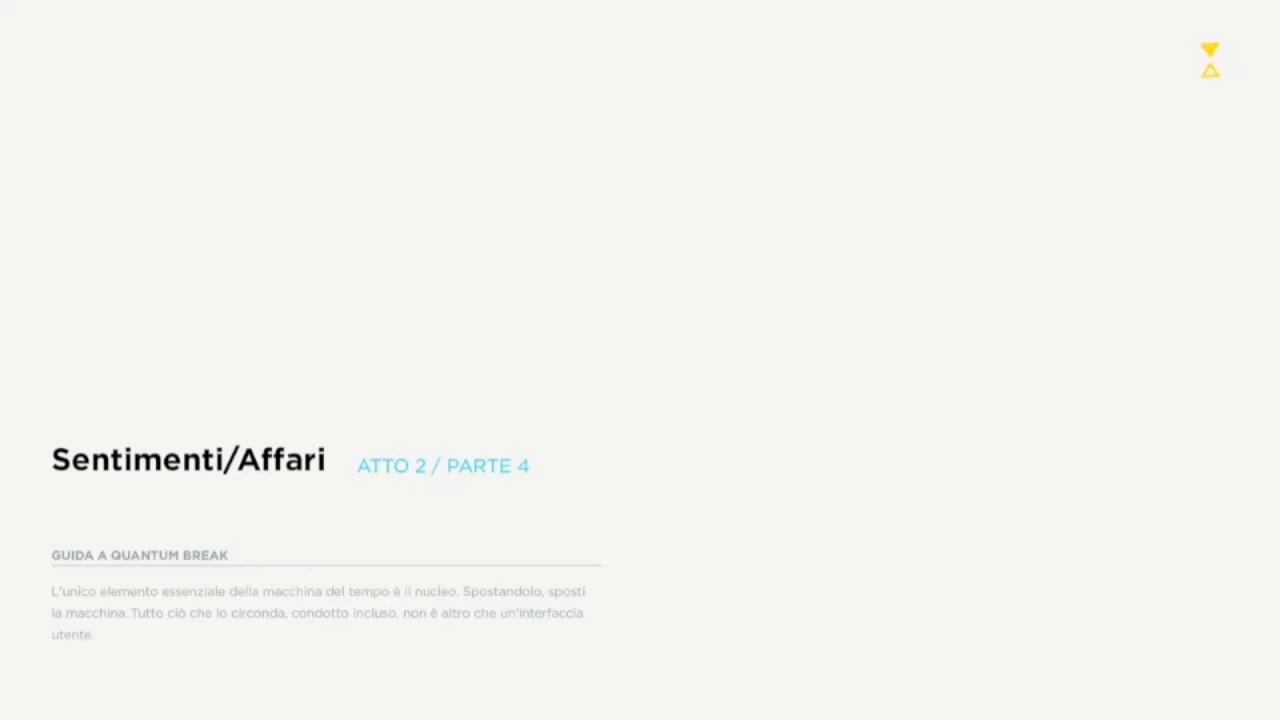 Sentimenti/Affari ATTO 2 / PARTE 4
GUIDA A QUANTUM BREAK
L'unico elemento essenziale della macchina del tempo è il nucleo. Spostandolo, sposti
la macchina. Tutto ciò che lo circonda, condotto incluso, non è altro che un'interfaccia
utente.